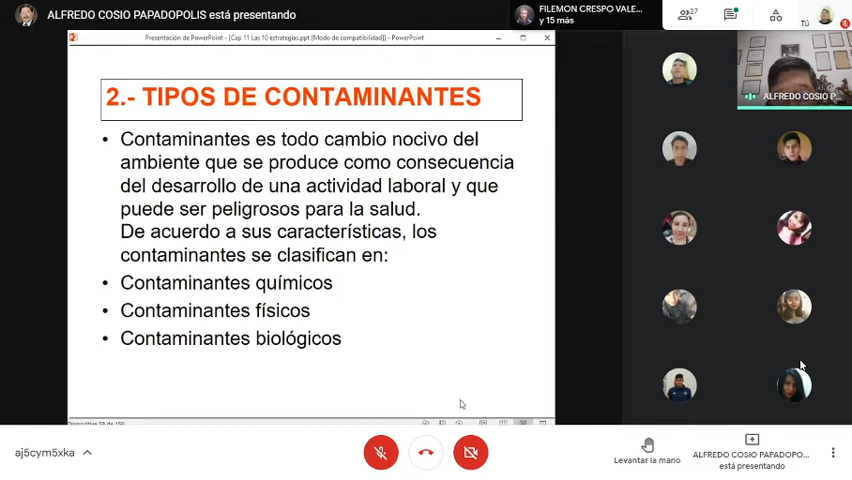 ALFREDO COSIO PAPADOPOLIS está presentando
FILEMON CRESPO VALE...
y 15 más
27
Tú
Presentación de PowerPoint - [Cap 11 Las 10 estrategias.ppt [Modo de compatibilidad]] - PowerPoint
ALFREDO COSIO P...
2.- TIPOS DE CONTAMINANTES
• Contaminantes es todo cambio nocivo del
ambiente que se produce como consecuencia
del desarrollo de una actividad laboral y que
puede ser peligrosos para la salud.
De acuerdo a sus características, los
contaminantes se clasifican en:
• Contaminantes químicos
• Contaminantes físicos
• Contaminantes biológicos
Diapositiva 58 de 156
aj5cym5xka
Levantar la mano
ALFREDO COSIO PAPADOPO...
está presentando